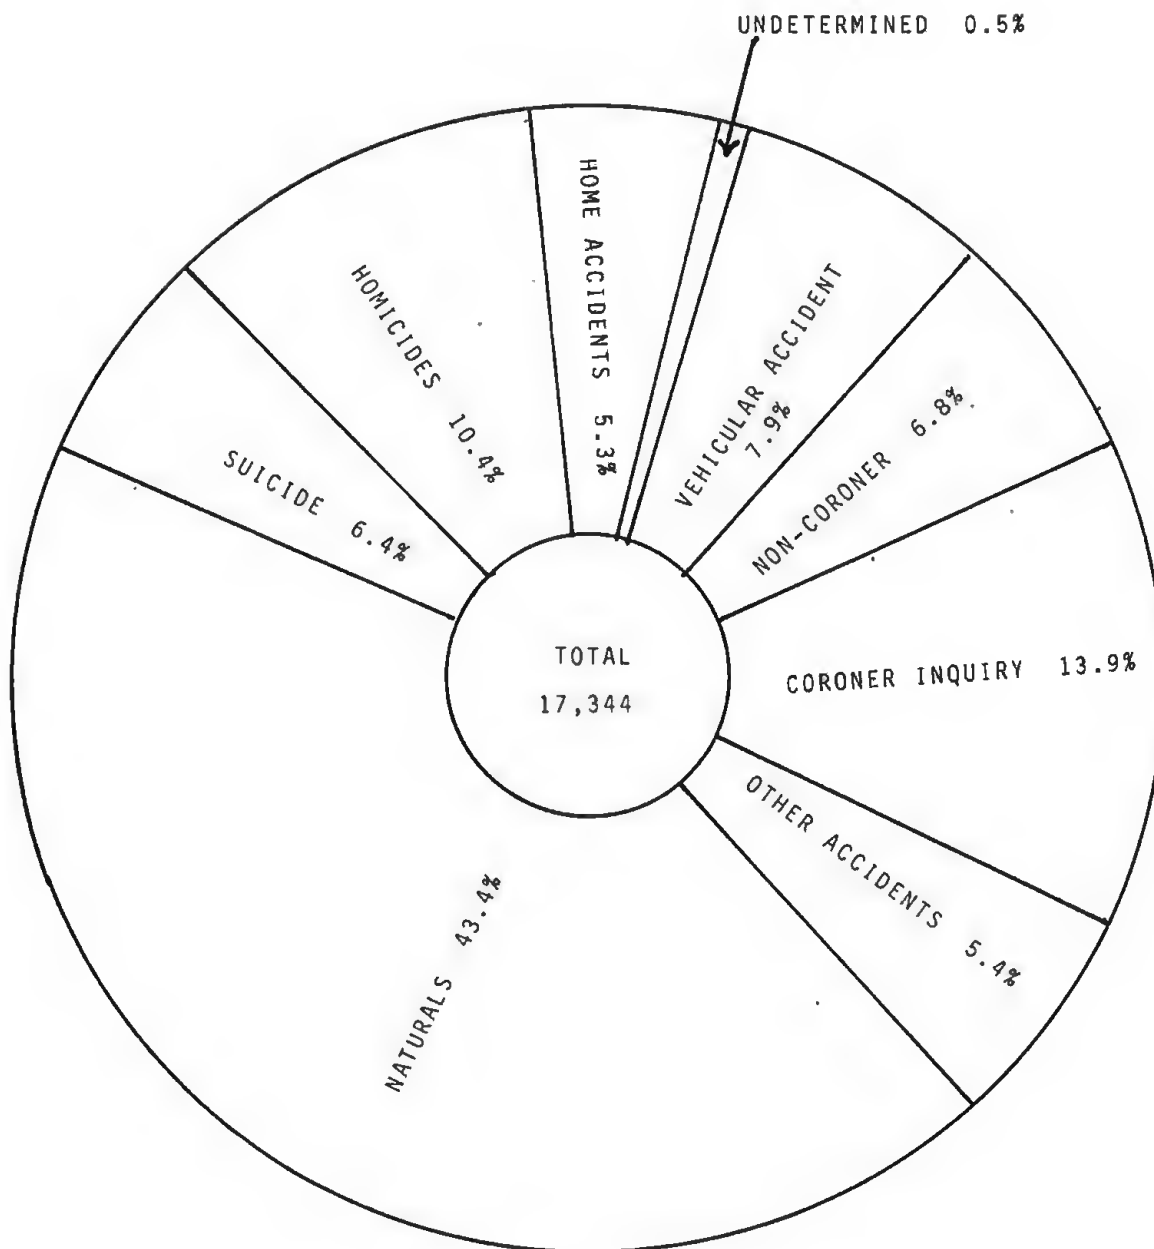 UNDETERMINED 0.5%
HOME ACCIDENTS 5.3%
HOMICIDES 10.4%
VEHICULAR ACCIDENT
7.9%
NON-CORONER 6.8%
SUICIDE 6.4%
TOTAL
17,344
CORONER INQUIRY 13.9%
OTHER ACCIDENTS 5.4%
NATURALS 43.4%